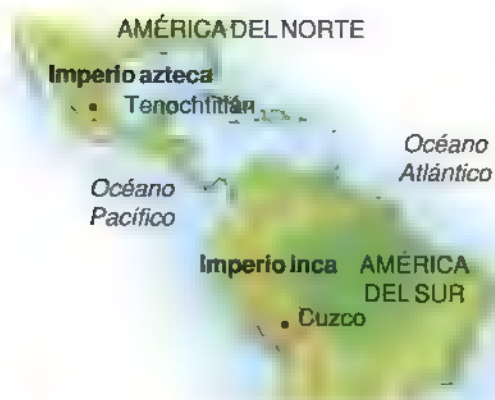 AMÉRICA DEL NORTE
Imperio azteca
Tenochtitlán
Océano
Atlántico
Océano
Pacífico
Imperio inca
AMÉRICA
DEL SUR
Cuzco